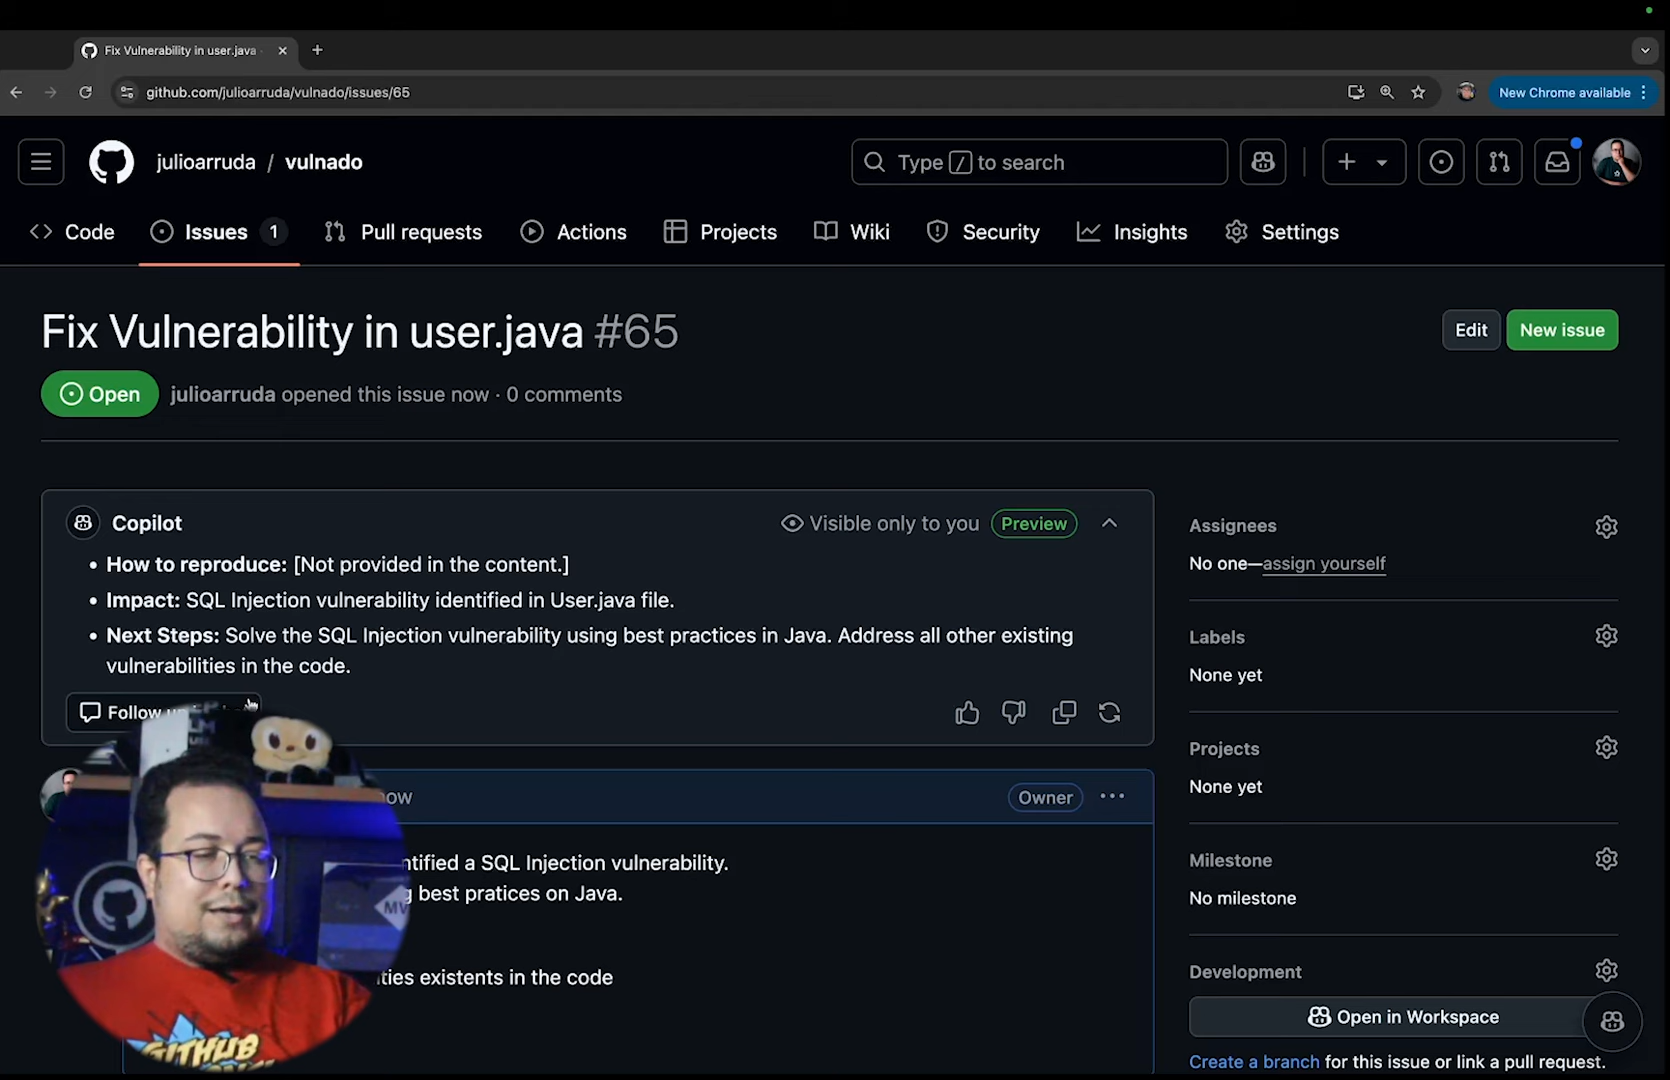 Fix Vulnerability in user.java
New Chrome available
github.com/julioarruda/vulnado/issues/65
julioarruda / vulnado
Type / to search
Code
Issues 1
Pull requests
Actions
Projects
Wiki
Security
Insights
Settings
Fix Vulnerability in user.java #65
Edit
New issue
Open
julioarruda opened this issue now · 0 comments
Copilot
Visible only to you
Preview
• How to reproduce: [Not provided in the content.]
• Impact: SQL Injection vulnerability identified in User.java file.
• Next Steps: Solve the SQL Injection vulnerability using best practices in Java. Address all other existing
vulnerabilities in the code.
Follow
Owner
a SQL Injection vulnerability.
best pratices on Java.
existents in the code
Assignees
No one—assign yourself
Labels
None yet
Projects
None yet
Milestone
No milestone
Development
Open in Workspace
Create a branch for this issue or link a pull request.
GITHUB